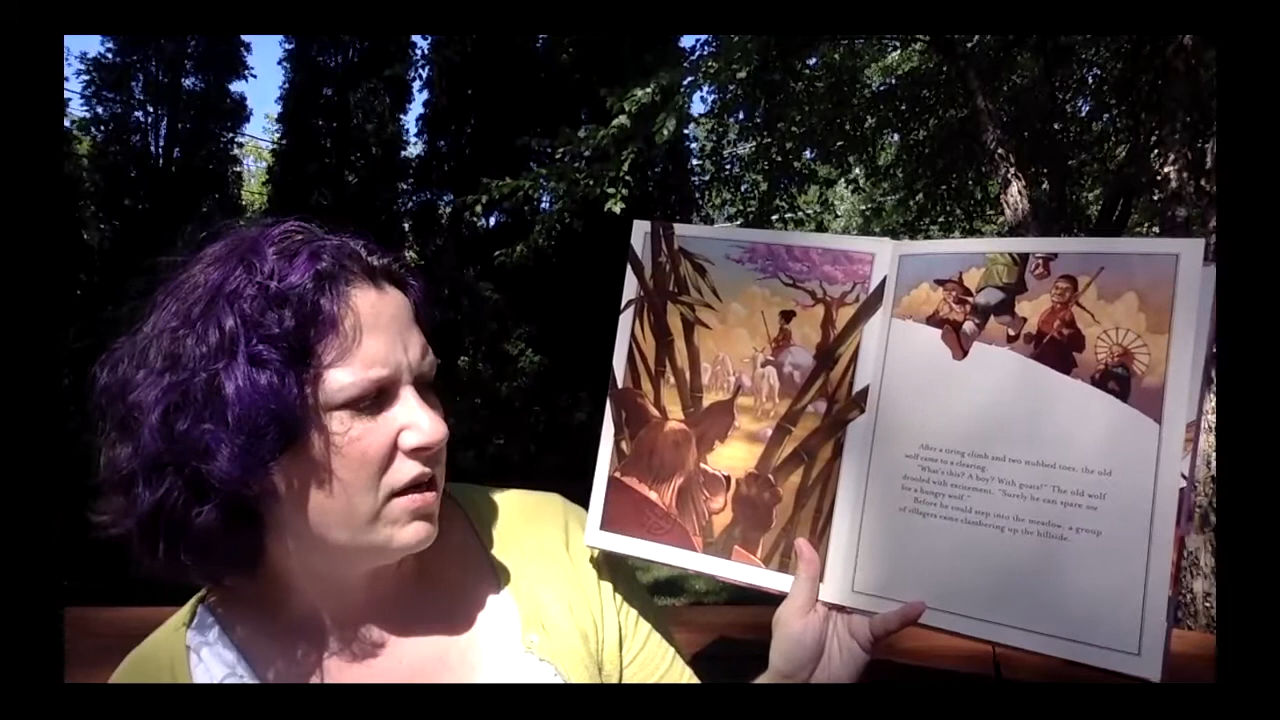 After a tiring climb and two stubbed toes, the old
wolf came to a clearing.
"What's this? A boy? With goats!" The old wolf
drooled with excitement. "Surely he can spare one
for a hungry wolf."
Before he could step into the meadow, a group
of villagers came clambering up the hillside.